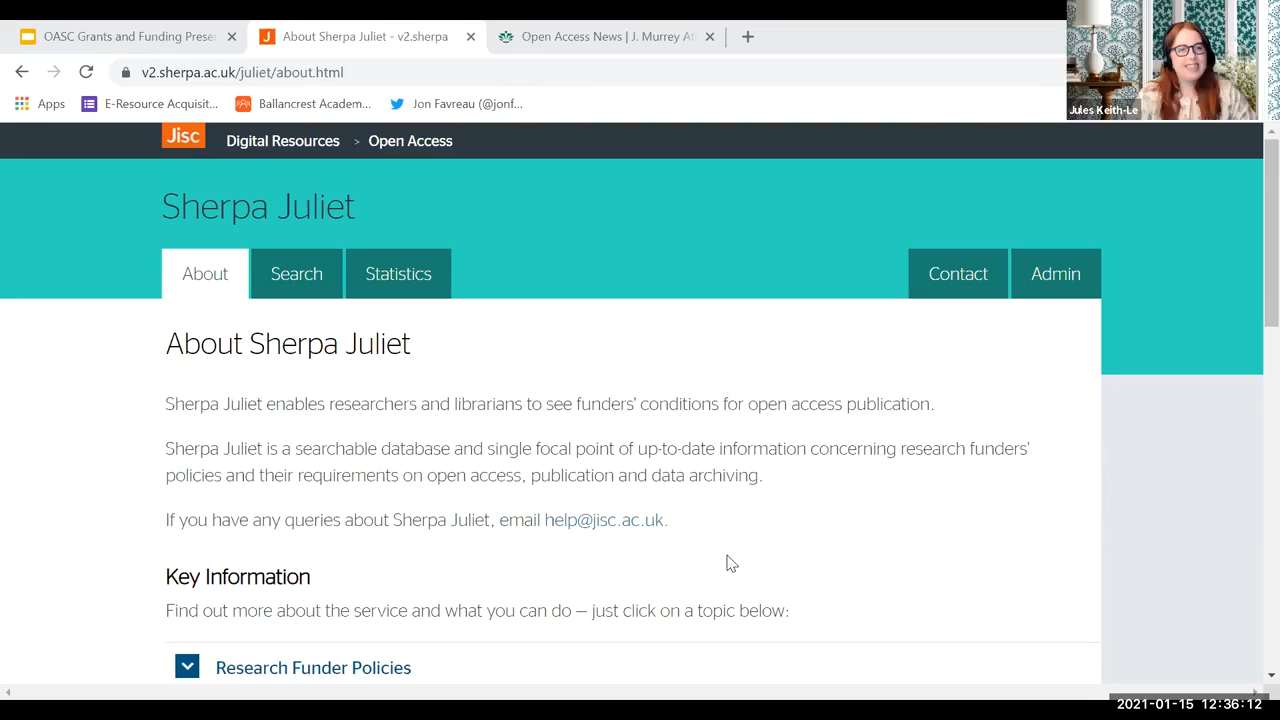 OASC Grants and Funding Prese
About Sherpa Juliet - v2.sherpa
Open Access News | J. Murrey At
v2.sherpa.ac.uk/juliet/about.html
Apps
E-Resource Acquisit...
Ballancrest Academ...
Jon Favreau (@jonf...
Jules Keith-Le
Jisc
Digital Resources > Open Access
Sherpa Juliet
About
Search
Statistics
Contact
Admin
About Sherpa Juliet
Sherpa Juliet enables researchers and librarians to see funders' conditions for open access publication.
Sherpa Juliet is a searchable database and single focal point of up-to-date information concerning research funders'
policies and their requirements on open access, publication and data archiving.
If you have any queries about Sherpa Juliet, email help@jisc.ac.uk.
Key Information
Find out more about the service and what you can do — just click on a topic below:
Research Funder Policies
2021-01-15 12:36:12